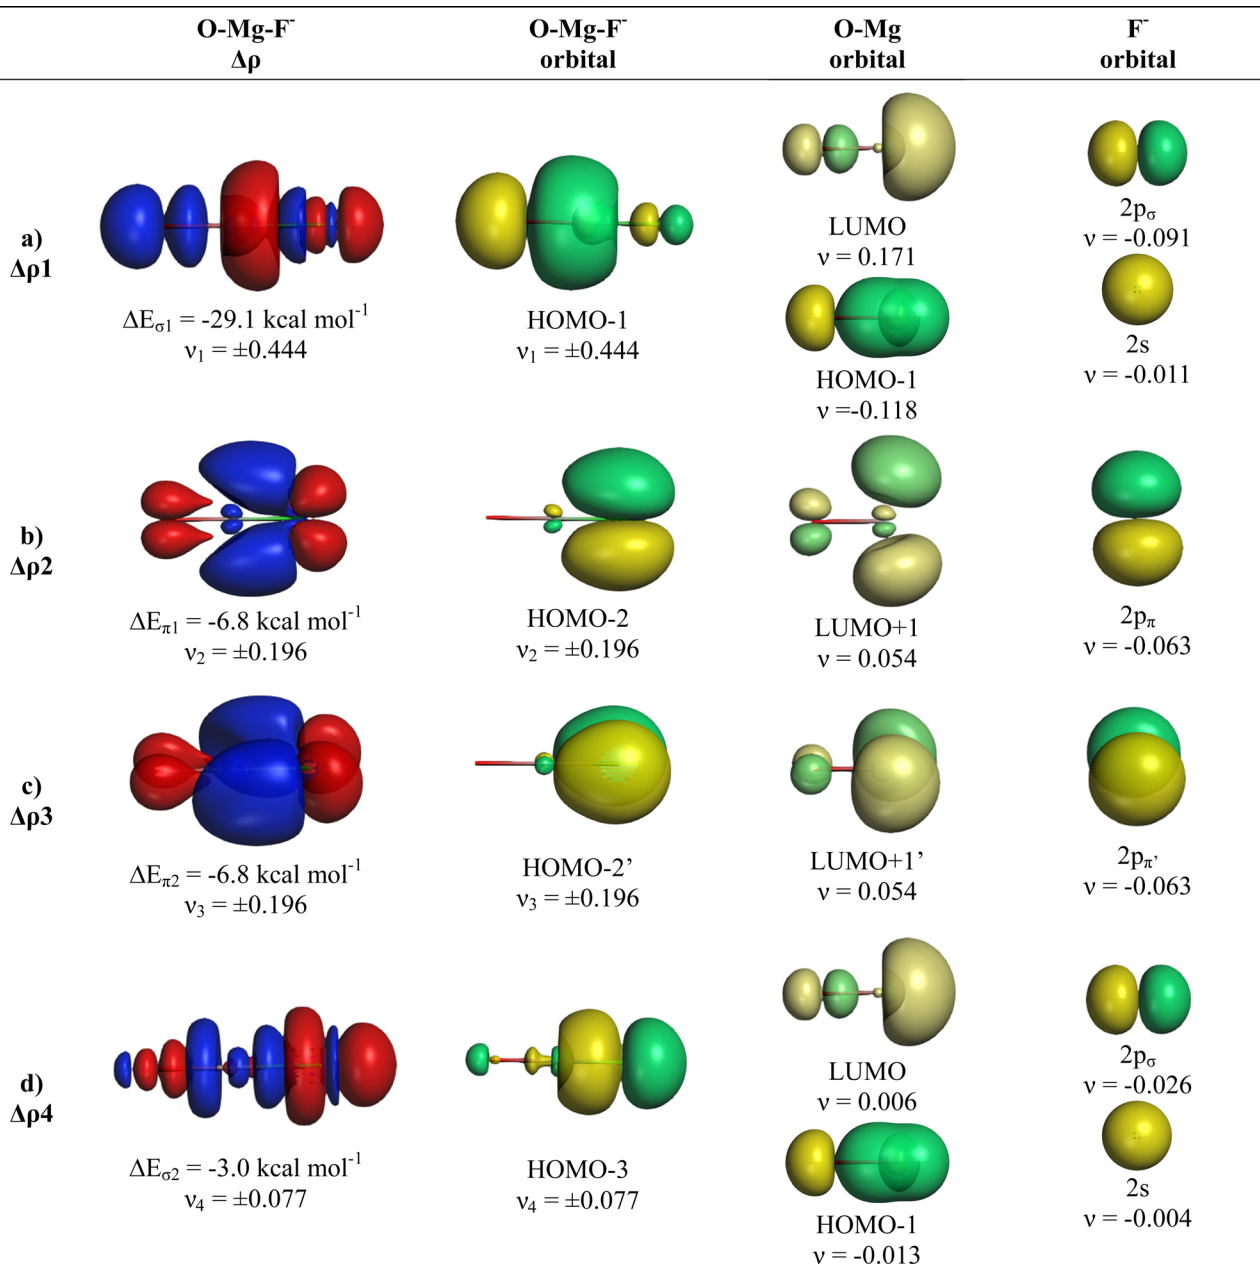 O-Mg-F⁻ O-Mg-F⁻ O-Mg F⁻
Δρ orbital orbital orbital
a)
Δρ1
ΔEσ1 = -29.1 kcal mol⁻¹
ν₁ = ±0.444
HOMO-1
ν₁ = ±0.444
LUMO
ν = 0.171
HOMO-1
ν =-0.118
2pσ
ν = -0.091
2s
ν = -0.011
b)
Δρ2
ΔEπ1 = -6.8 kcal mol⁻¹
ν₂ = ±0.196
HOMO-2
ν₂ = ±0.196
LUMO+1
ν = 0.054
2pπ
ν = -0.063
c)
Δρ3
ΔEπ2 = -6.8 kcal mol⁻¹
ν₃ = ±0.196
HOMO-2’
ν₃ = ±0.196
LUMO+1’
ν = 0.054
2pπ’
ν = -0.063
d)
Δρ4
ΔEσ2 = -3.0 kcal mol⁻¹
ν₄ = ±0.077
HOMO-3
ν₄ = ±0.077
LUMO
ν = 0.006
HOMO-1
ν = -0.013
2pσ
ν = -0.026
2s
ν = -0.004